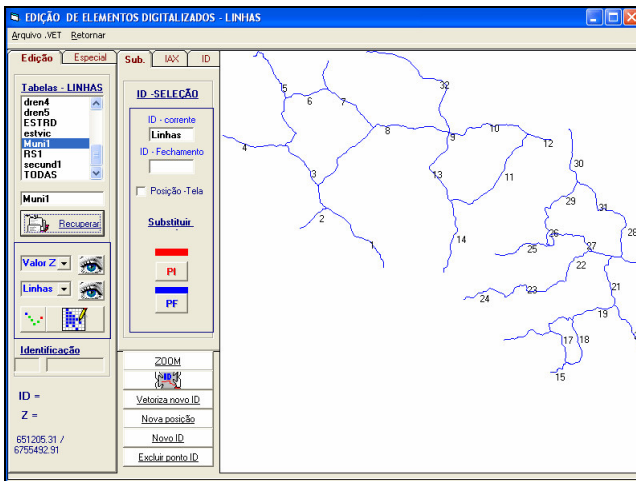 EDIÇÃO DE ELEMENTOS DIGITALIZADOS - LINHAS
Arquivo .VET Retornar
Edição Especial
Tabelas - LINHAS
dren4
dren5
ESTRD
estvic
Muni1
RS1
secund1
TODAS
Muni1
Recuperar
Valor Z
Linhas
Identificação
ID =
Z =
651205.31 /
6755492.91
Sub. IAX ID
ID -SELEÇÃO
ID - corrente
Linhas
ID - Fechamento
Posição -Tela
Substituir
PI
PF
ZOOM
ID
Vetoriza novo ID
Nova posição
Novo ID
Excluir ponto ID
5
6
7
32
4
8
9
10
12
3
13
11
30
2
29
31
1
14
26
25
27
28
22
24
23
21
19
17
18
15